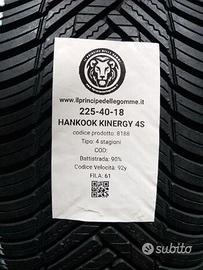 www.ilprincipedellegomme.it
225-40-18
HANKOOK KINERGY 4S
codice prodotto: 8188
Tipo: 4 stagioni
COD:
Battistrada: 90%
Codice Velocità: 92y
FILA: 61
subito